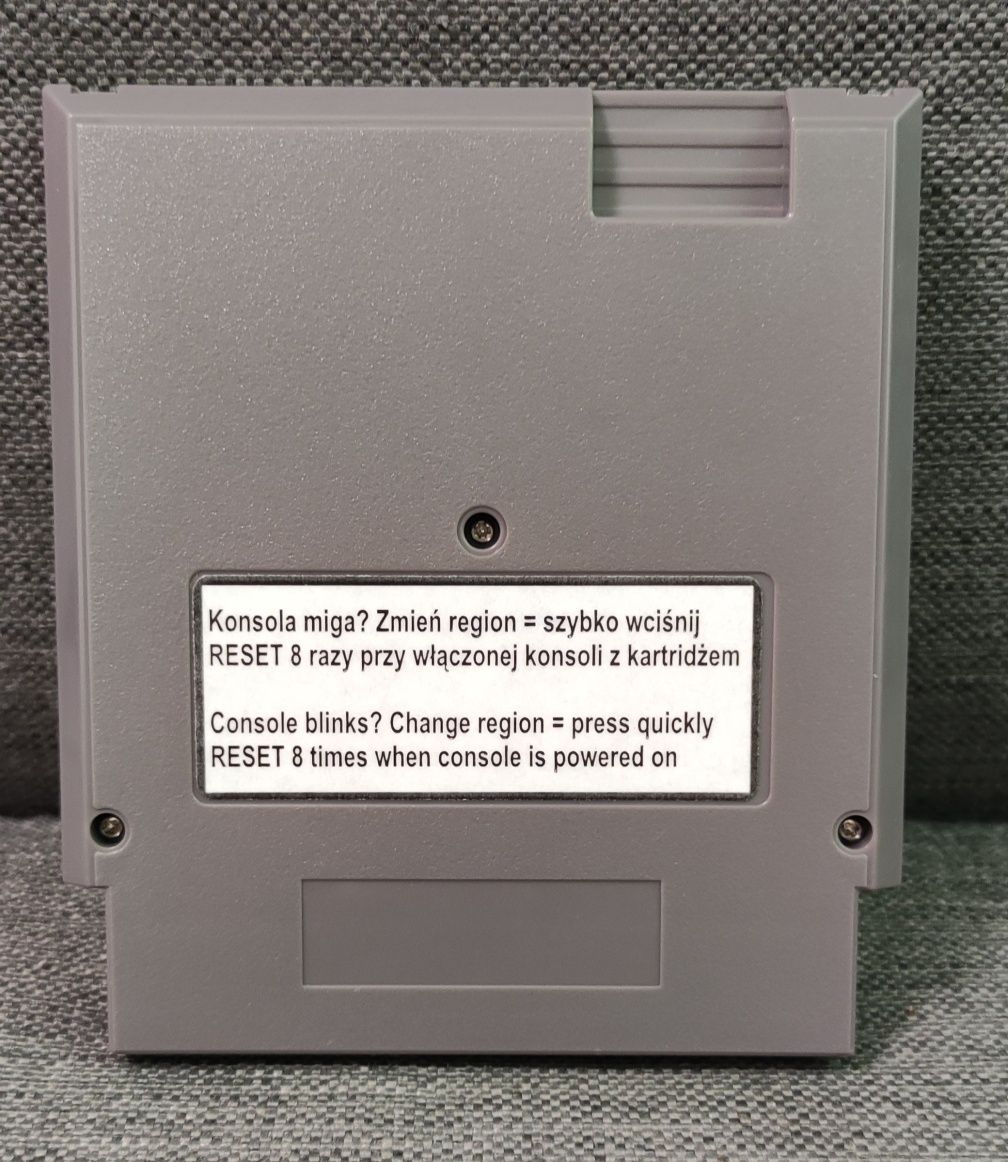 Konsola miga? Zmień region = szybko wciśnij
RESET 8 razy przy włączonej konsoli z kartridżem
Console blinks? Change region = press quickly
RESET 8 times when console is powered on